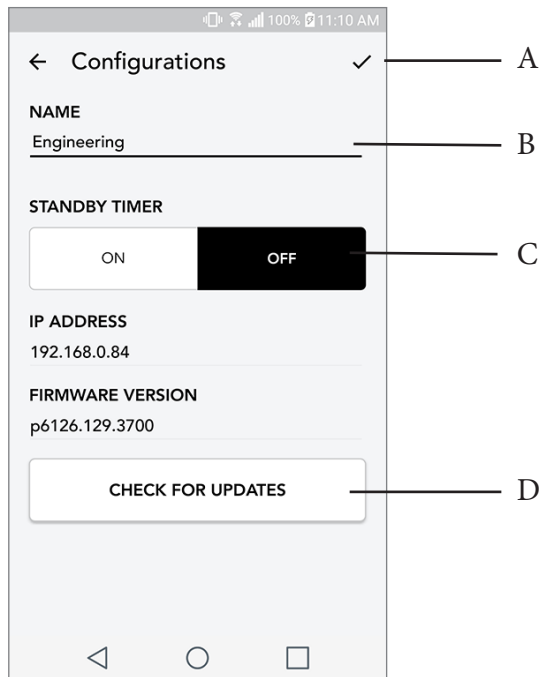 100% 11:10 AM
Configurations
A
NAME
Engineering
B
STANDBY TIMER
ON OFF
C
IP ADDRESS
192.168.0.84
FIRMWARE VERSION
p6126.129.3700
CHECK FOR UPDATES
D